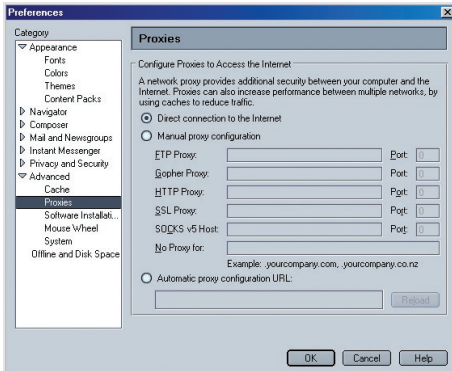 Preferences
Category
Appearance
Fonts
Colors
Themes
Content Packs
Navigator
Composer
Mail and Newsgroups
Instant Messenger
Privacy and Security
Advanced
Cache
Proxies
Software Installati...
Mouse Wheel
System
Offline and Disk Space
Proxies
Configure Proxies to Access the Internet
A network proxy provides additional security between your computer and the
Internet. Proxies can also increase performance between multiple networks, by
using caches to reduce traffic.
Direct connection to the Internet
Manual proxy configuration
FTP Proxy: Port: 0
Gopher Proxy: Port: 0
HTTP Proxy: Port: 0
SSL Proxy: Port: 0
SOCKS v5 Host: Port: 0
No Proxy for:
Example: .yourcompany.com, .yourcompany.co.nz
Automatic proxy configuration URL:
Reload
OK Cancel Help